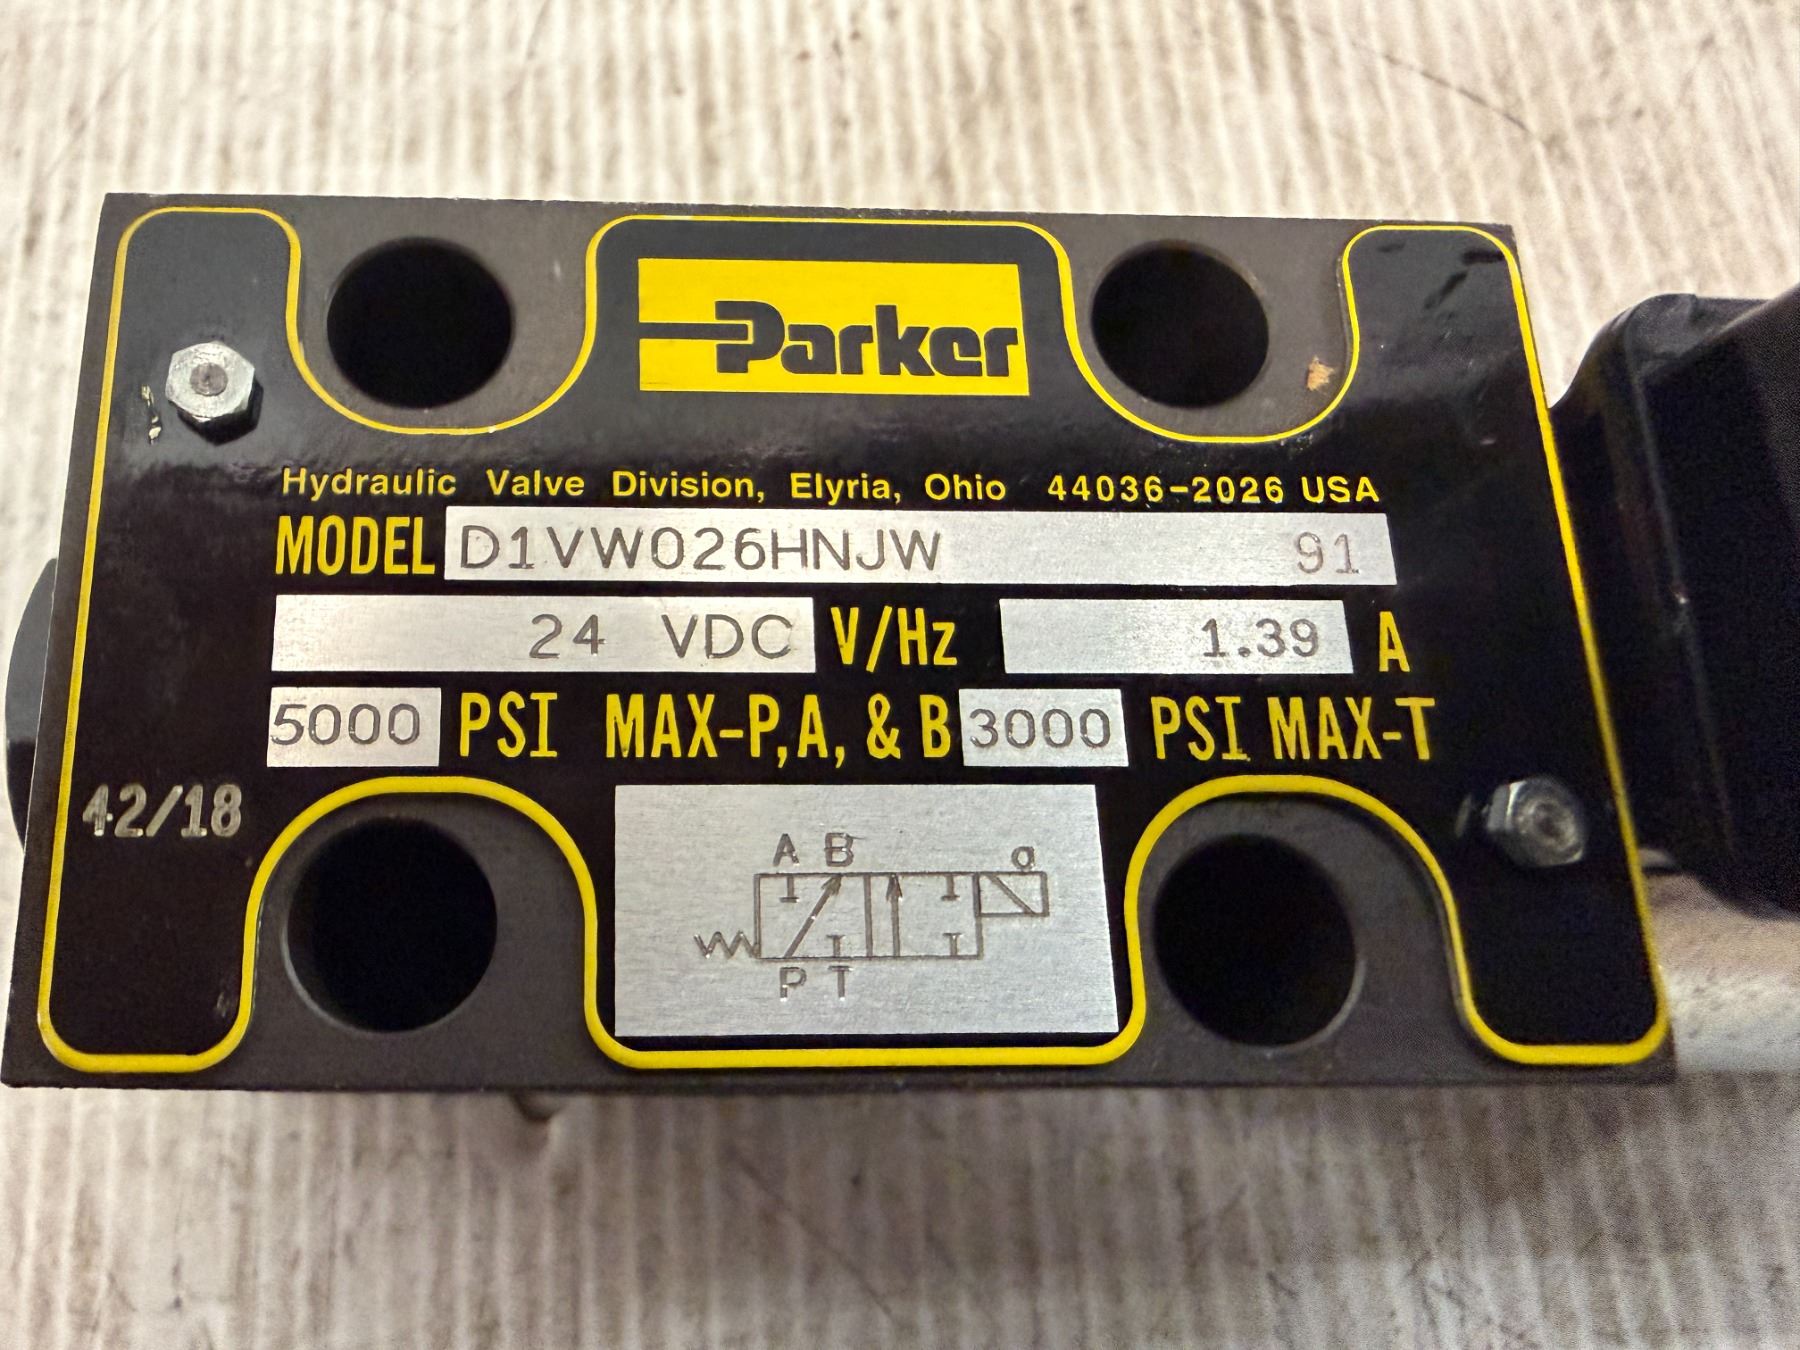 Parker
Hydraulic Valve Division, Elyria, Ohio 44036-2026 USA
MODEL D1VW026HNJW 91
24 VDC V/Hz 1.39 A
5000 PSI MAX-P,A, & B 3000 PSI MAX-T
42/18
A B a
P T